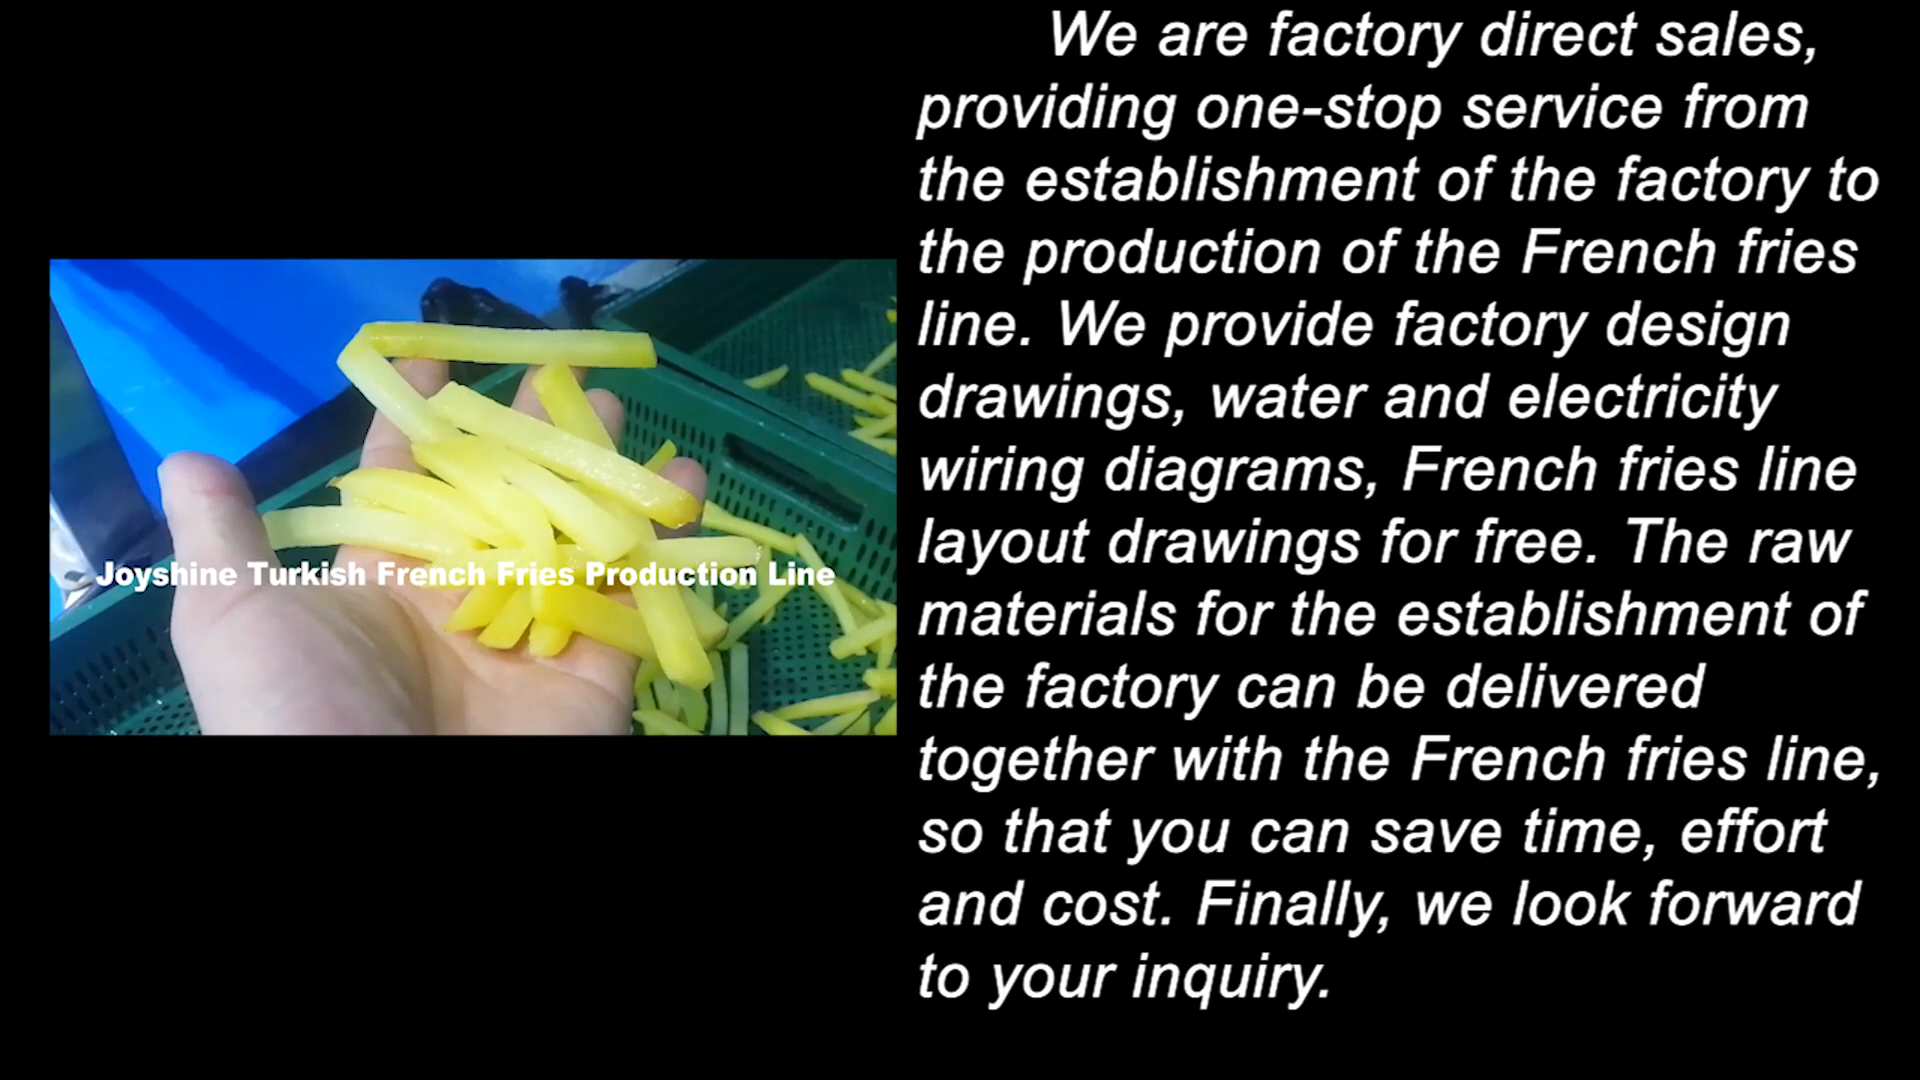 We are factory direct sales,
providing one-stop service from
the establishment of the factory to
the production of the French fries
line. We provide factory design
drawings, water and electricity
wiring diagrams, French fries line
layout drawings for free. The raw
materials for the establishment of
the factory can be delivered
together with the French fries line,
so that you can save time, effort
and cost. Finally, we look forward
to your inquiry.
Joyshine Turkish French Fries Production Line